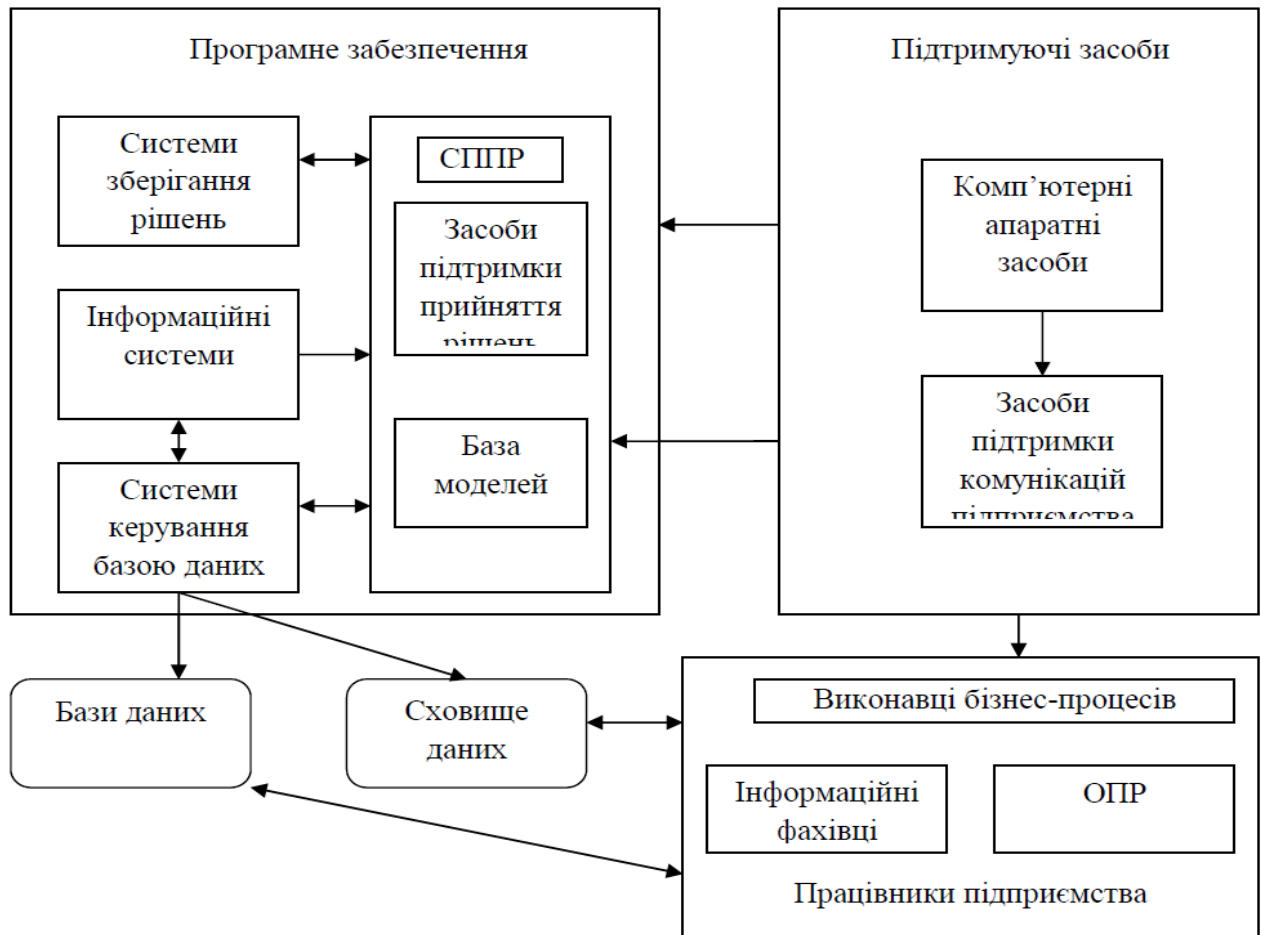 Програмне забезпечення
Системи
зберігання
рішень
Інформаційні
системи
Системи
керування
базою даних
СППР
Засоби
підтримки
прийняття
рішень
База
моделей
Підтримуючі засоби
Комп’ютерні
апаратні
засоби
Засоби
підтримки
комунікацій
підприємства
Бази даних
Сховище
даних
Виконавці бізнес-процесів
Інформаційні
фахівці
ОПР
Працівники підприємства